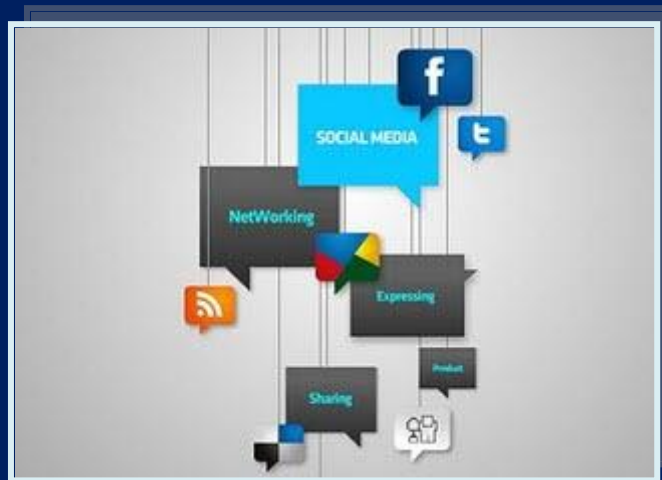 f
SOCIAL MEDIA
t
NetWorking
Expressing
Product
Sharing